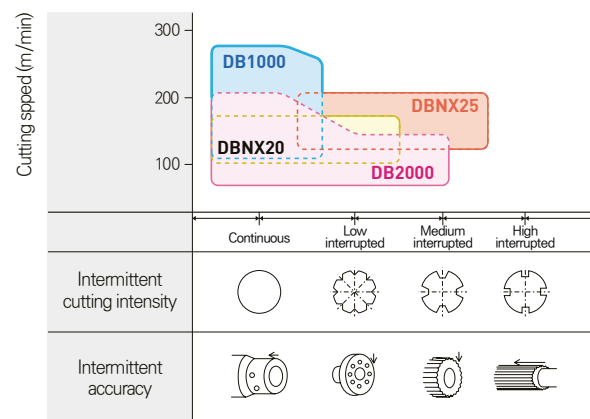 Cutting spped (m/min)
300
200
100
DB1000
DBNX25
DBNX20
DB2000
Continuous
Low
interrupted
Medium
interrupted
High
interrupted
Intermittent
cutting intensity
Intermittent
accuracy